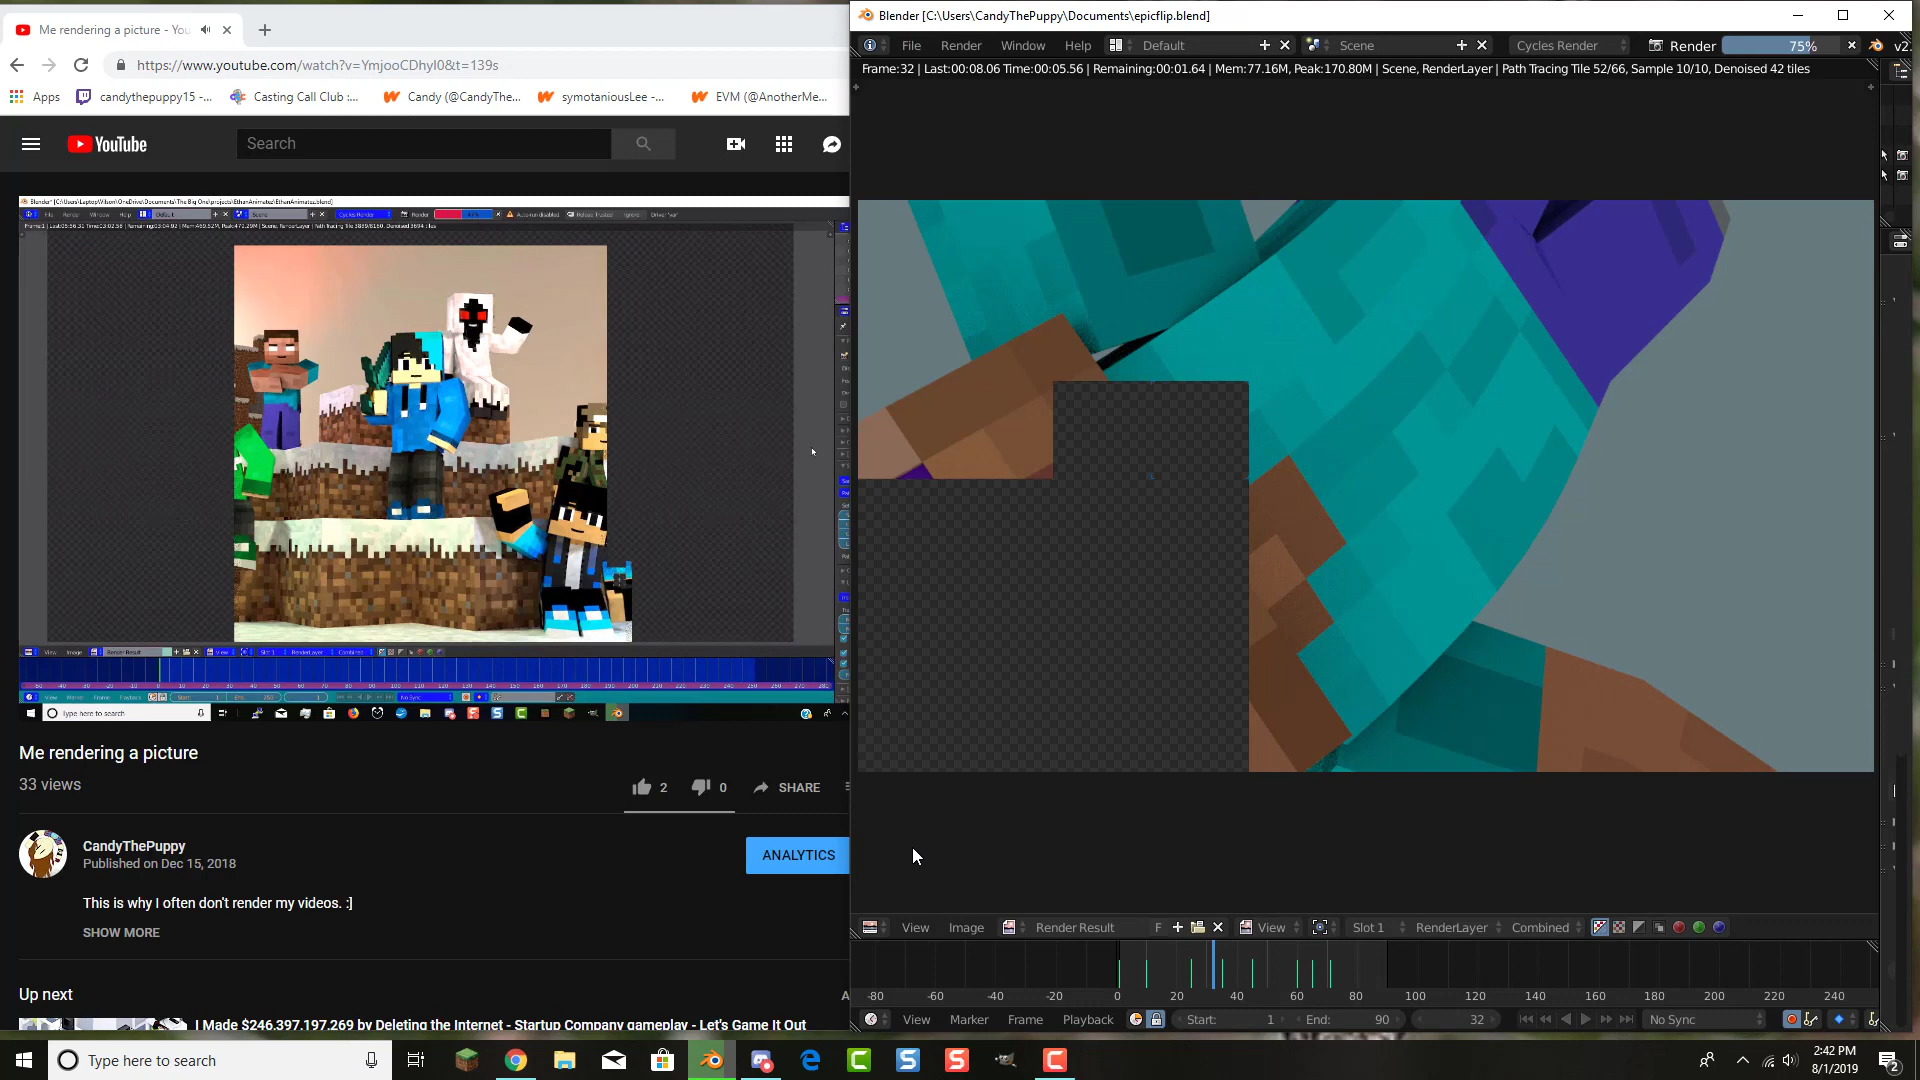 Me rendering a picture - You
https://www.youtube.com/watch?v=YmjooCDhyI0&t=139s
Apps
candythepuppy15 -...
Casting Call Club :...
Candy (@CandyThe...
symotaniousLee -...
EVM (@AnotherMe...
YouTube
Search
Type here to search
Me rendering a picture
33 views
2
0
SHARE
CandyThePuppy
Published on Dec 15, 2018
ANALYTICS
This is why I often don't render my videos. :]
SHOW MORE
Up next
A
I Made $246,397,197,269 by Deleting the Internet - Startup Company gameplay - Let's Game It Out
Blender [C:\Users\CandyThePuppy\Documents\epicflip.blend]
File
Render
Window
Help
Default
Scene
Cycles Render
Render
75%
v2.
Frame:32 | Last:00:08.06 Time:00:05.56 | Remaining:00:01.64 | Mem:77.16M, Peak:170.80M | Scene, RenderLayer | Path Tracing Tile 52/66, Sample 10/10, Denoised 42 tiles
View
Image
Render Result
F
View
Slot 1
RenderLayer
Combined
-80 -60 -40 -20 0 20 40 60 80 100 120 140 160 180 200 220 240
View
Marker
Frame
Playback
Start: 1
End: 90
32
No Sync
Type here to search
2:42 PM
8/1/2019
2